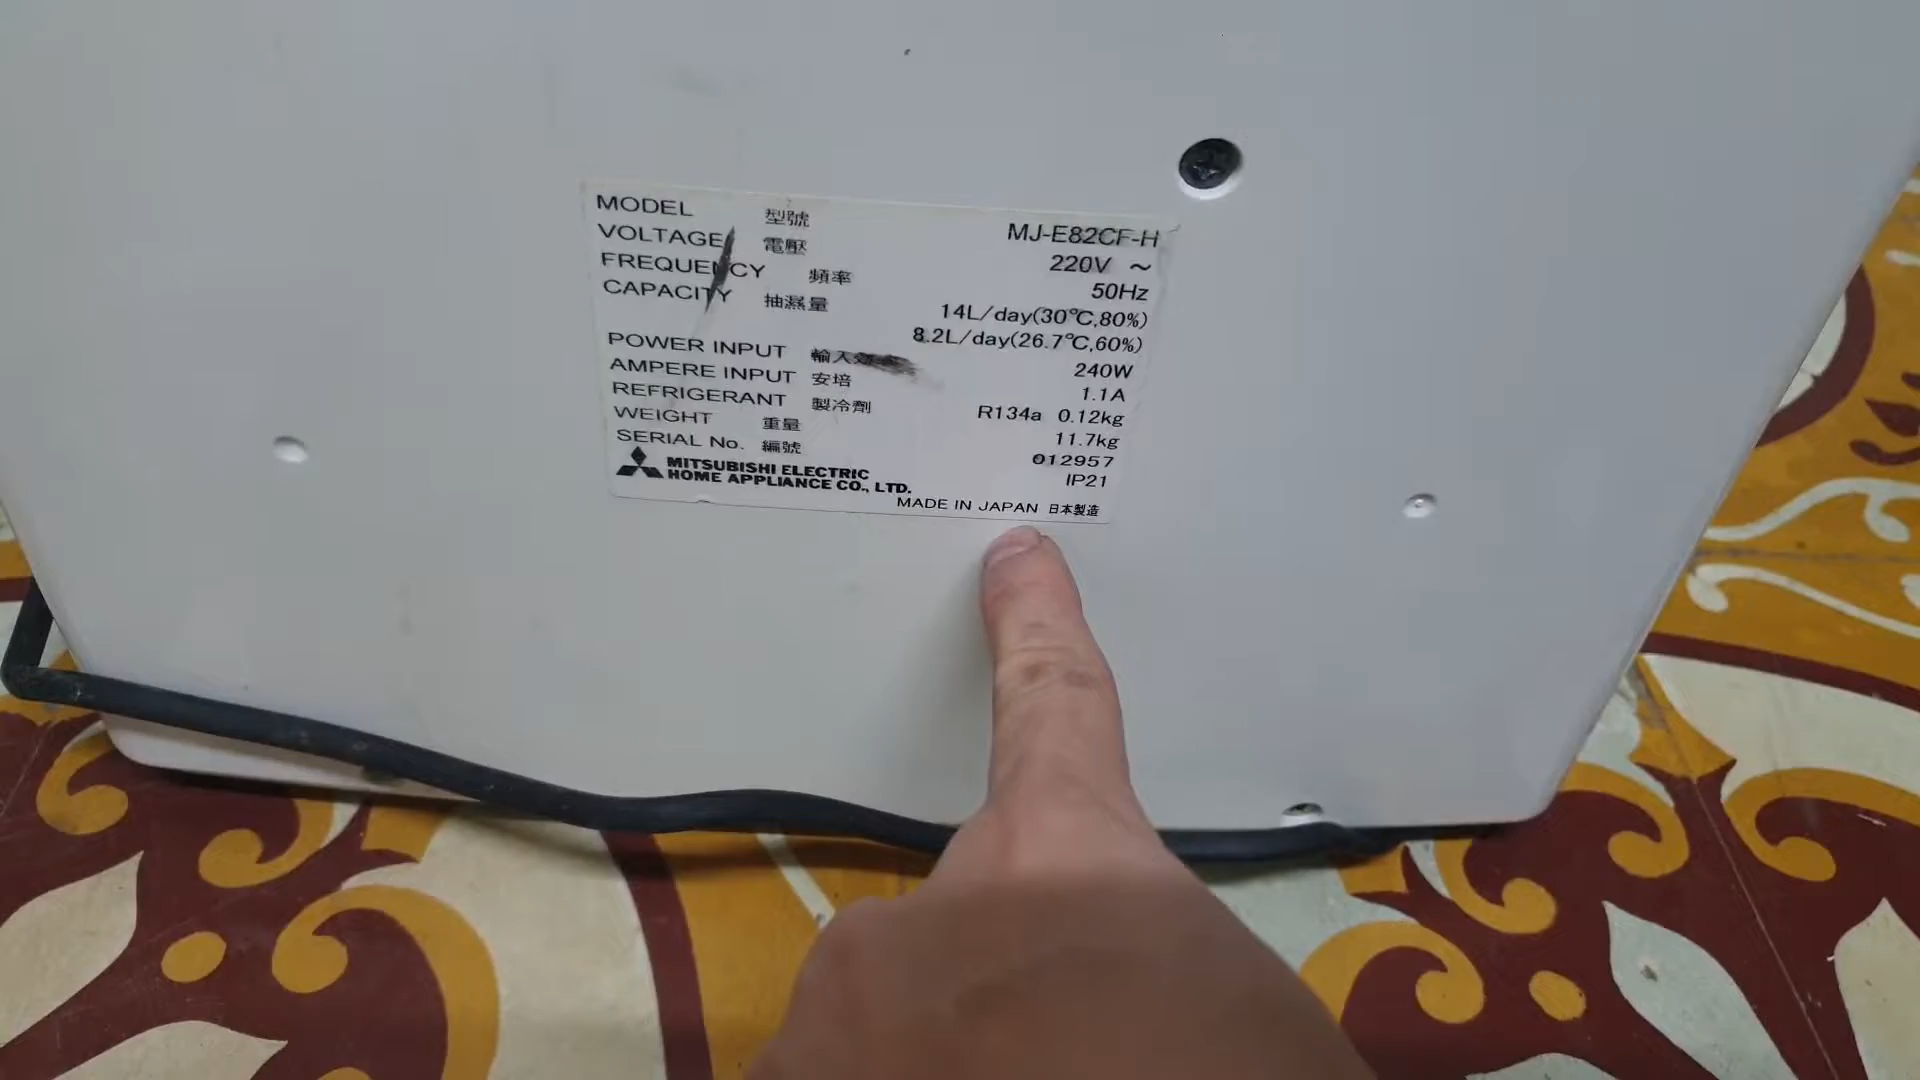 MODEL 型號 MJ-E82CF-H
VOLTAGE 電壓 220V ~
FREQUENCY 頻率 50Hz
CAPACITY 抽濕量 14L/day(30℃,80%)
8.2L/day(26.7℃,60%)
POWER INPUT 輸入 240W
AMPERE INPUT 安培 1.1A
REFRIGERANT 製冷劑 R134a 0.12kg
WEIGHT 重量 11.7kg
SERIAL No. 編號 012957
MITSUBISHI ELECTRIC IP21
HOME APPLIANCE CO., LTD.
MADE IN JAPAN 日本製造